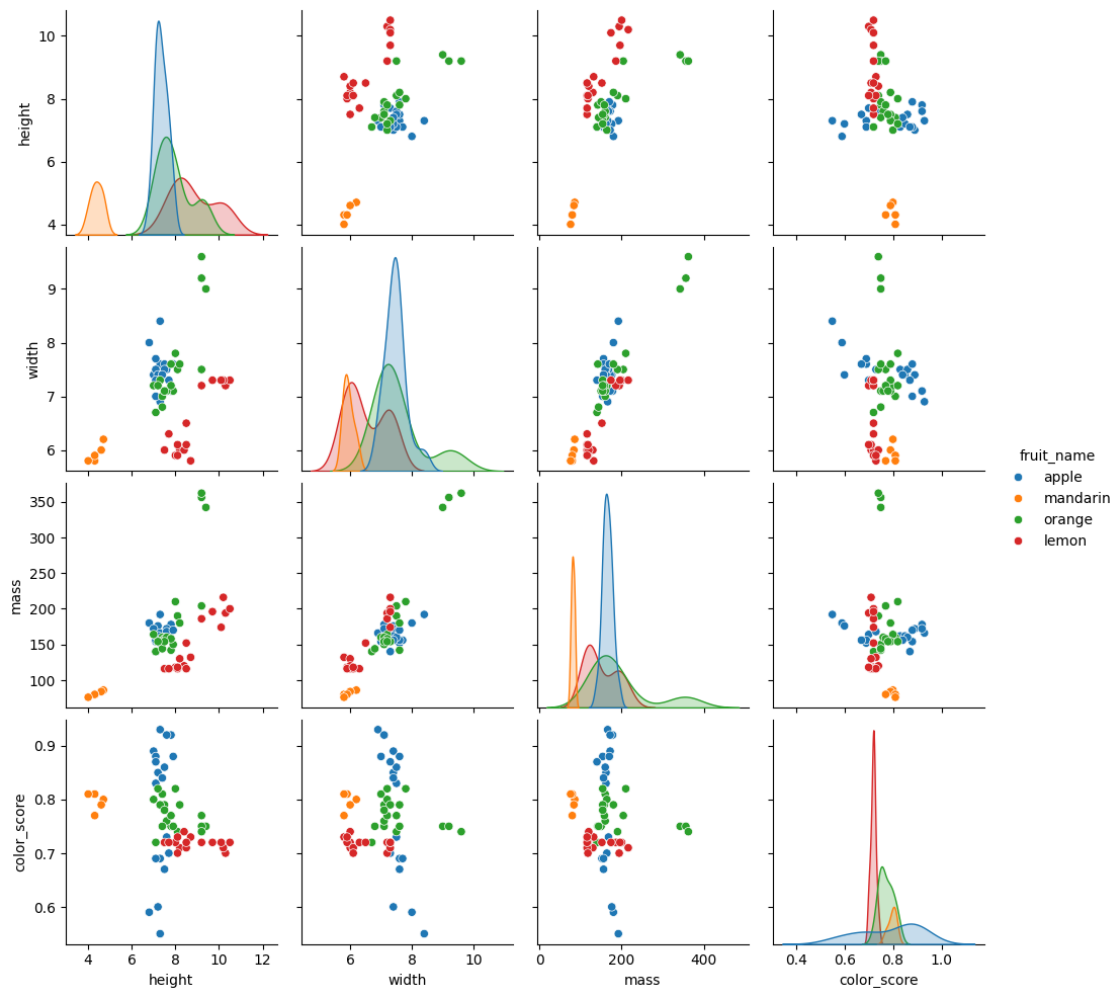 10
8
6
4
height
9
8
7
6
width
350
300
250
200
150
100
mass
0.9
0.8
0.7
0.6
color_score
4 6 8 10 12
height
6 8 10
width
0 200 400
mass
0.4 0.6 0.8 1.0
color_score
fruit_name
apple
mandarin
orange
lemon